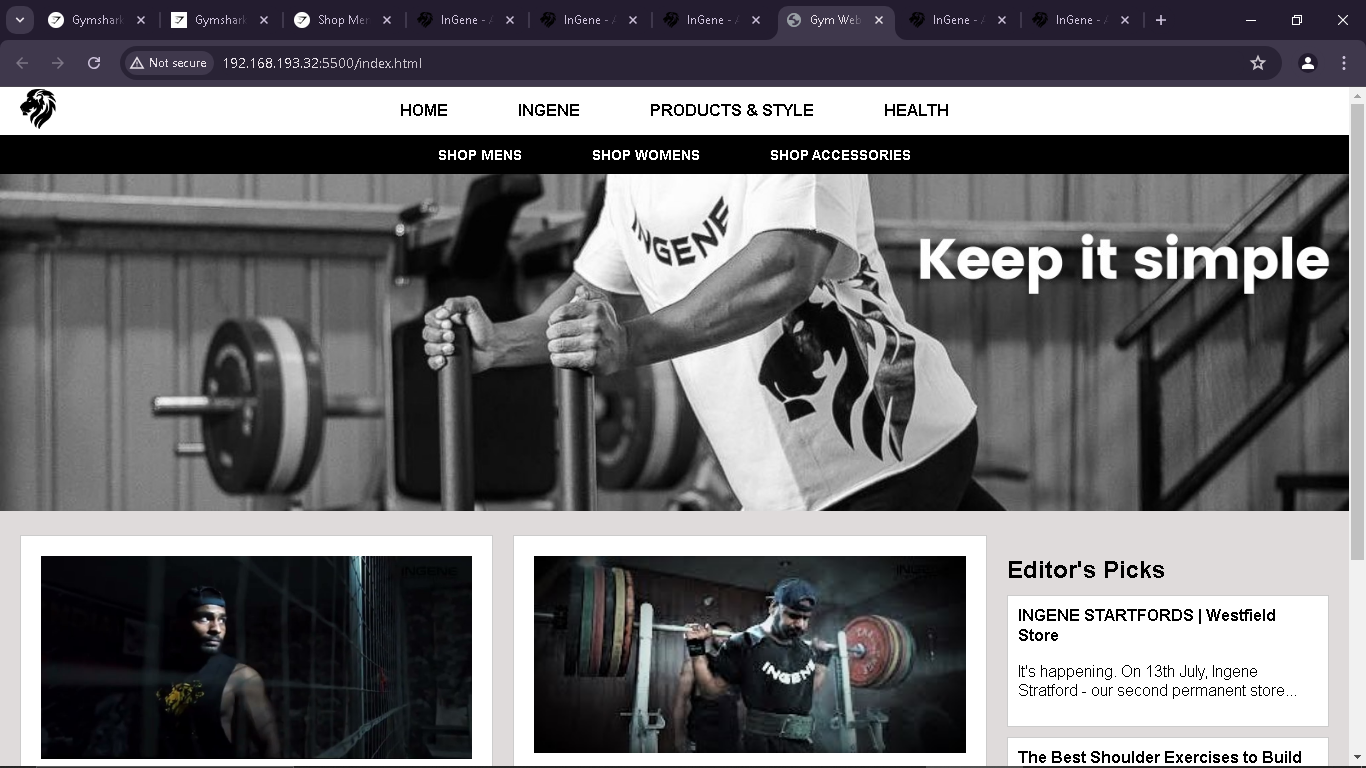 Gymshark
Gymshark
Shop Mer
InGene - A
InGene - A
InGene - A
Gym Web
InGene - A
InGene - A
Not secure
192.168.193.32:5500/index.html
HOME
INGENE
PRODUCTS & STYLE
HEALTH
SHOP MENS
SHOP WOMENS
SHOP ACCESSORIES
INGENE
Keep it simple
INGENE
INGENE
INGENE
Editor's Picks
INGENE STARTFORDS | Westfield
Store
It's happening. On 13th July, Ingene
Stratford - our second permanent store...
The Best Shoulder Exercises to Build